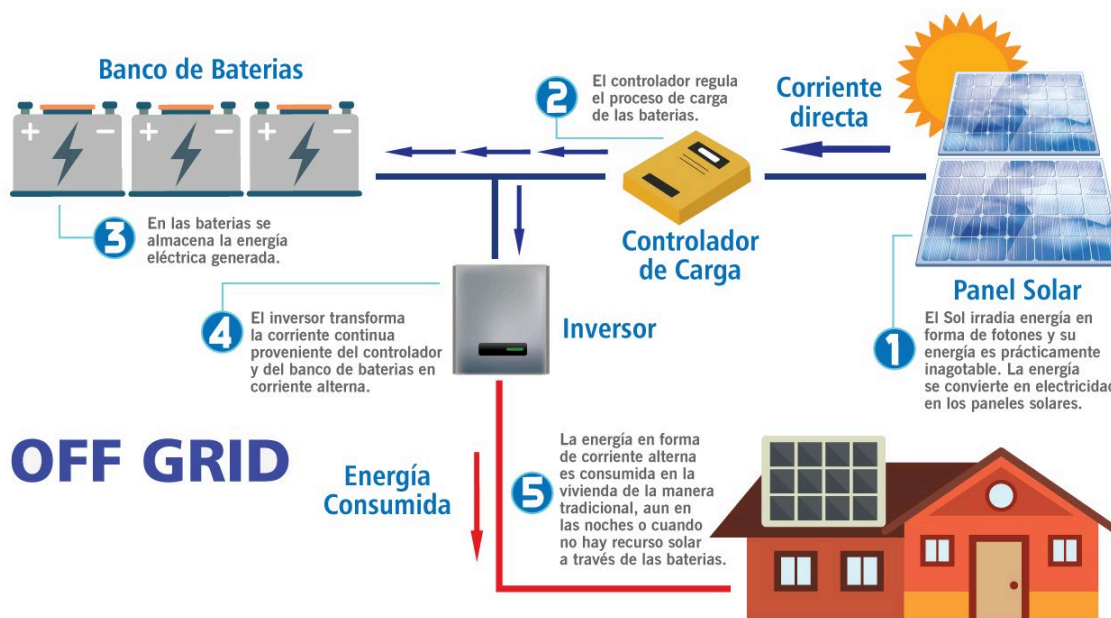 Banco de Baterias
3
En las baterias se
almacena la energía
eléctrica generada.
2
El controlador regula
el proceso de carga
de las baterias.
Controlador
de Carga
Corriente
directa
Panel Solar
1
El Sol irradia energía en
forma de fotones y su
energía es prácticamente
inagotable. La energía
se convierte en electricidad
en los paneles solares.
4
El inversor transforma
la corriente continua
proveniente del controlador
y del banco de baterias en
corriente alterna.
Inversor
OFF GRID
Energía
Consumida
5
La energía en forma
de corriente alterna
es consumida en la
vivienda de la manera
tradicional, aun en
las noches o cuando
no hay recurso solar
a través de las baterias.